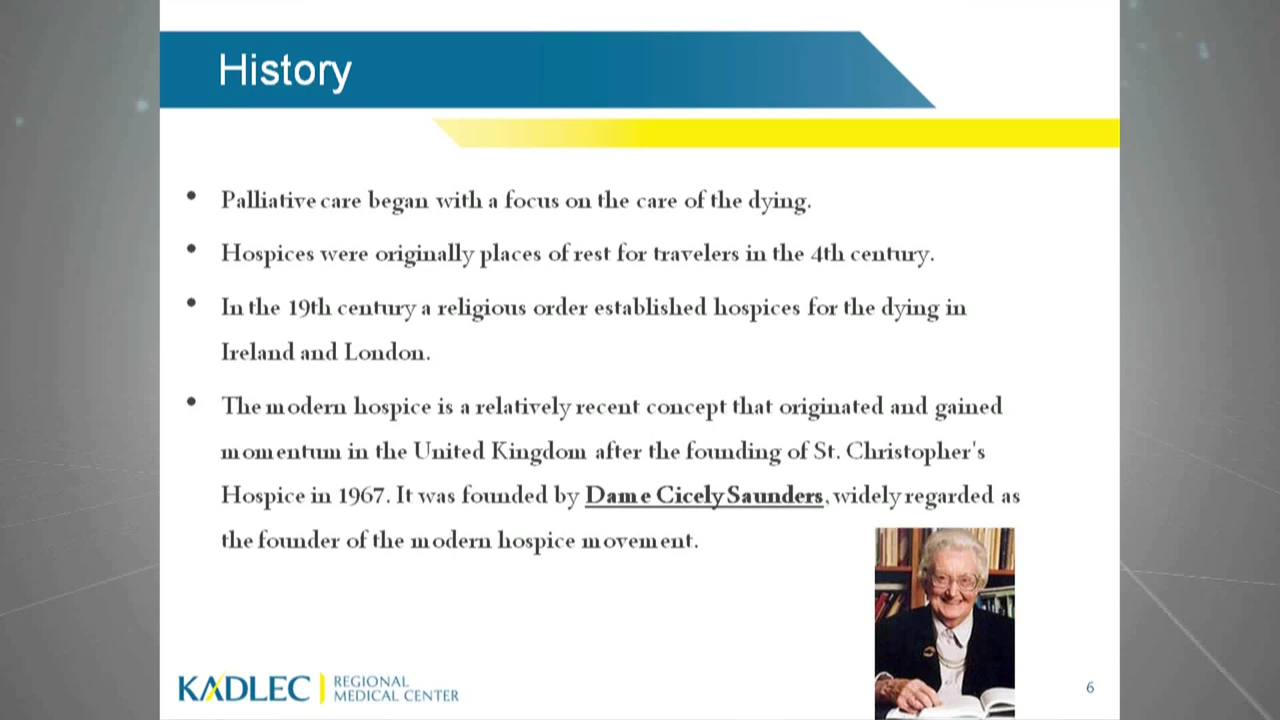 History
• Palliative care began with a focus on the care of the dying.
• Hospices were originally places of rest for travelers in the 4th century.
• In the 19th century a religious order established hospices for the dying in
Ireland and London.
• The modern hospice is a relatively recent concept that originated and gained
momentum in the United Kingdom after the founding of St. Christopher's
Hospice in 1967. It was founded by Dame Cicely Saunders, widely regarded as
the founder of the modern hospice movement.
KADLEC | REGIONAL
MEDICAL CENTER
6